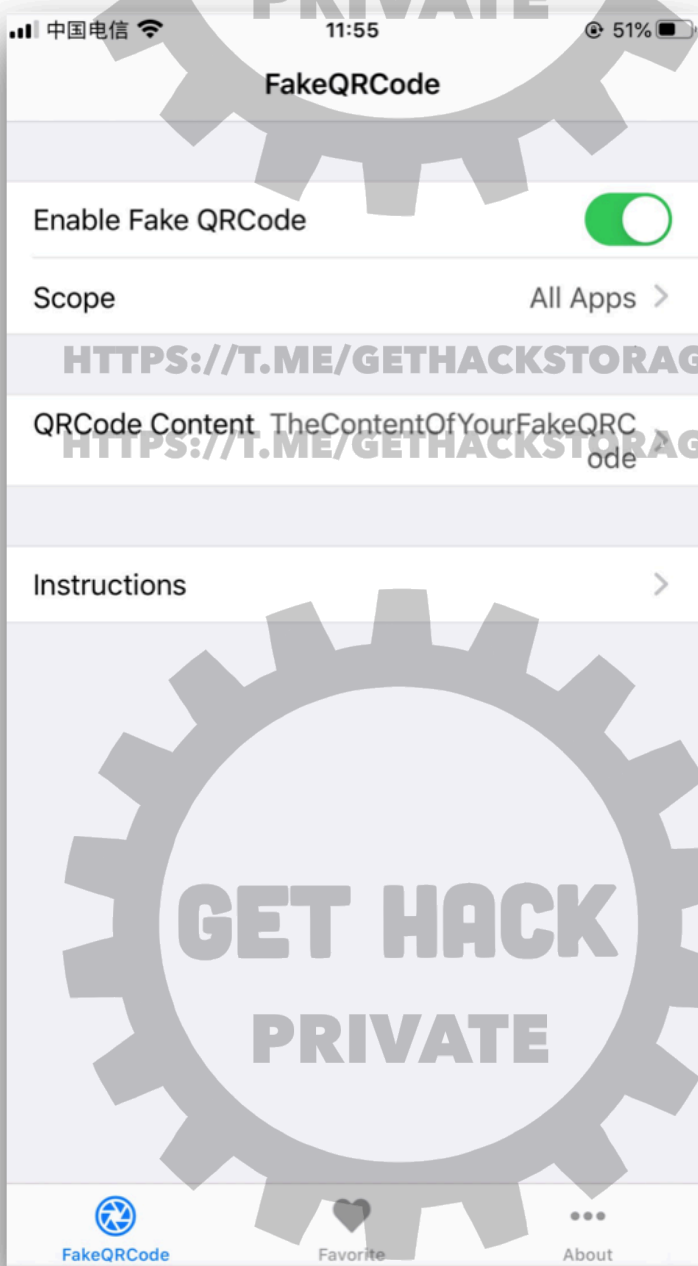 PRIVATE
中国电信
11:55
51%
FakeQRCode
Enable Fake QRCode
Scope
All Apps
HTTPS://T.ME/GETHACKSTORAG
QRCode Content
TheContentOfYourFakeQRC
ode
HTTPS://T.ME/GETHACKSTORAG
Instructions
GET HACK
PRIVATE
FakeQRCode
Favorite
About